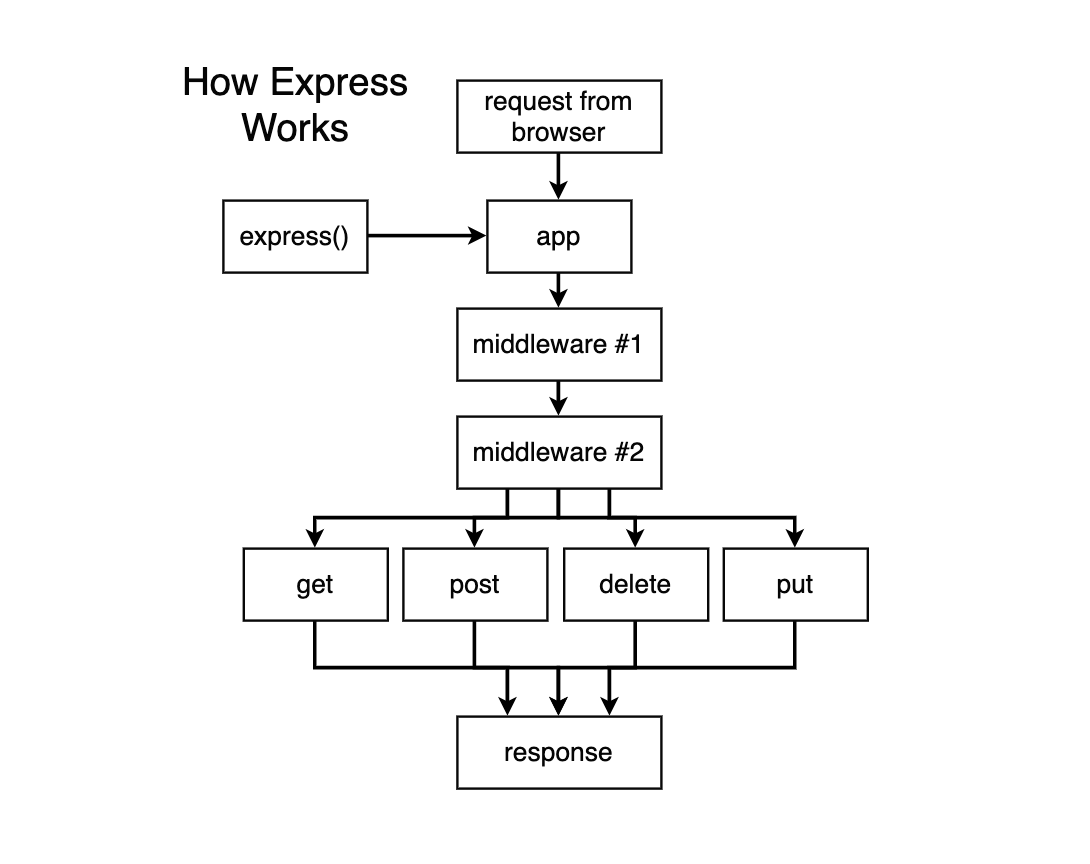 How Express
Works
request from
browser
express()
app
middleware #1
middleware #2
get
post
delete
put
response